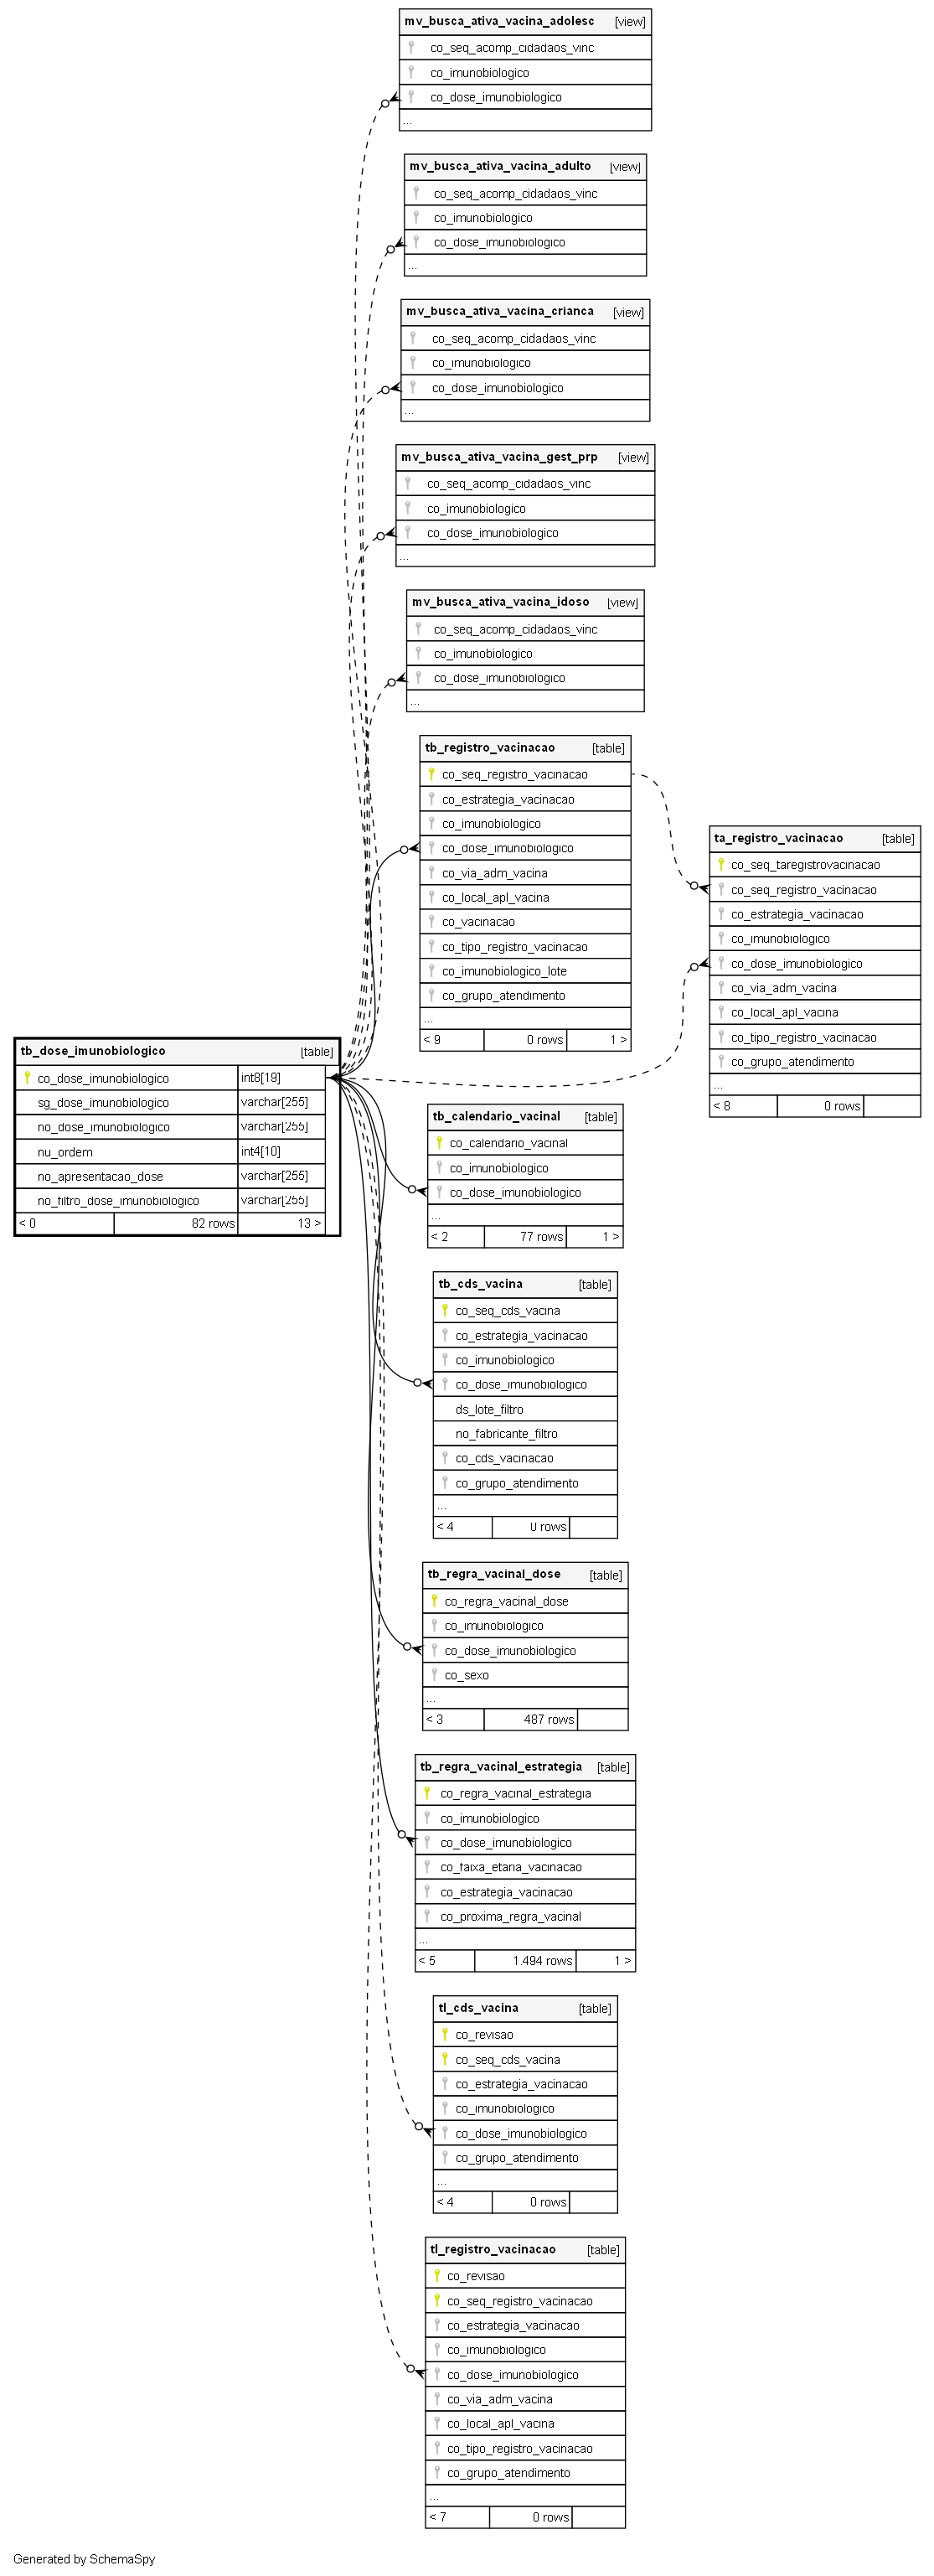 mv_busca_ativa_vacina_adolesc [view]
co_seq_acomp_cidadaos_vinc
co_imunobiologico
co_dose_imunobiologico
...
mv_busca_ativa_vacina_adulto [view]
co_seq_acomp_cidadaos_vinc
co_imunobiologico
co_dose_imunobiologico
...
mv_busca_ativa_vacina_crianca [view]
co_seq_acomp_cidadaos_vinc
co_imunobiologico
co_dose_imunobiologico
...
mv_busca_ativa_vacina_gest_prp [view]
co_seq_acomp_cidadaos_vinc
co_imunobiologico
co_dose_imunobiologico
...
mv_busca_ativa_vacina_idoso [view]
co_seq_acomp_cidadaos_vinc
co_imunobiologico
co_dose_imunobiologico
...
tb_registro_vacinacao [table]
co_seq_registro_vacinacao
co_estrategia_vacinacao
co_imunobiologico
co_dose_imunobiologico
co_via_adm_vacina
co_local_apl_vacina
co_vacinacao
co_tipo_registro_vacinacao
co_imunobiologico_lote
co_grupo_atendimento
...
< 9 0 rows 1 >
ta_registro_vacinacao [table]
co_seq_taregistrovacinacao
co_seq_registro_vacinacao
co_estrategia_vacinacao
co_imunobiologico
co_dose_imunobiologico
co_via_adm_vacina
co_local_apl_vacina
co_tipo_registro_vacinacao
co_grupo_atendimento
...
< 8 0 rows
tb_dose_imunobiologico [table]
co_dose_imunobiologico int8[19]
sg_dose_imunobiologico varchar[255]
no_dose_imunobiologico varchar[255]
nu_ordem int4[10]
no_apresentacao_dose varchar[255]
no_filtro_dose_imunobiologico varchar[255]
< 0 82 rows 13 >
tb_calendario_vacinal [table]
co_calendario_vacinal
co_imunobiologico
co_dose_imunobiologico
...
< 2 77 rows 1 >
tb_cds_vacina [table]
co_seq_cds_vacina
co_estrategia_vacinacao
co_imunobiologico
co_dose_imunobiologico
ds_lote_filtro
no_fabricante_filtro
co_cds_vacinacao
co_grupo_atendimento
...
< 4 0 rows
tb_regra_vacinal_dose [table]
co_regra_vacinal_dose
co_imunobiologico
co_dose_imunobiologico
co_sexo
...
< 3 487 rows
tb_regra_vacinal_estrategia [table]
co_regra_vacinal_estrategia
co_imunobiologico
co_dose_imunobiologico
co_faixa_etaria_vacinacao
co_estrategia_vacinacao
co_proxima_regra_vacinal
...
< 5 1.494 rows 1 >
tl_cds_vacina [table]
co_revisao
co_seq_cds_vacina
co_estrategia_vacinacao
co_imunobiologico
co_dose_imunobiologico
co_grupo_atendimento
...
< 4 0 rows
tl_registro_vacinacao [table]
co_revisao
co_seq_registro_vacinacao
co_estrategia_vacinacao
co_imunobiologico
co_dose_imunobiologico
co_via_adm_vacina
co_local_apl_vacina
co_tipo_registro_vacinacao
co_grupo_atendimento
...
< 7 0 rows
Generated by SchemaSpy